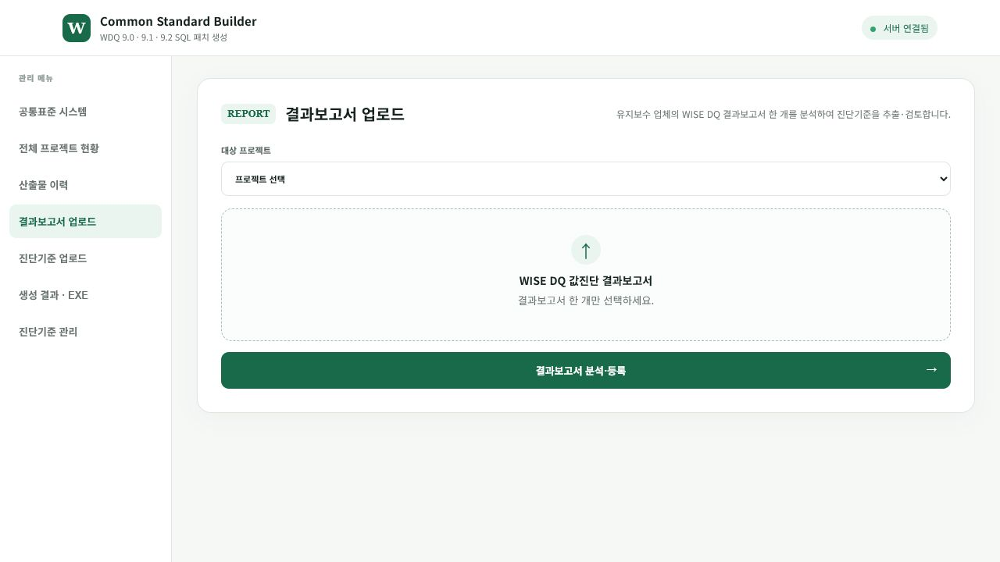 W
Common Standard Builder
WDQ 9.0 · 9.1 · 9.2 SQL 패치 생성
서버 연결됨
관리 메뉴
공통표준 시스템
전체 프로젝트 현황
산출물 이력
결과보고서 업로드
진단기준 업로드
생성 결과 · EXE
진단기준 관리
REPORT
결과보고서 업로드
유지보수 업체의 WISE DQ 결과보고서 한 개를 분석하여 진단기준을 추출·검토합니다.
대상 프로젝트
프로젝트 선택
↑
WISE DQ 값진단 결과보고서
결과보고서 한 개만 선택하세요.
결과보고서 분석·등록 →